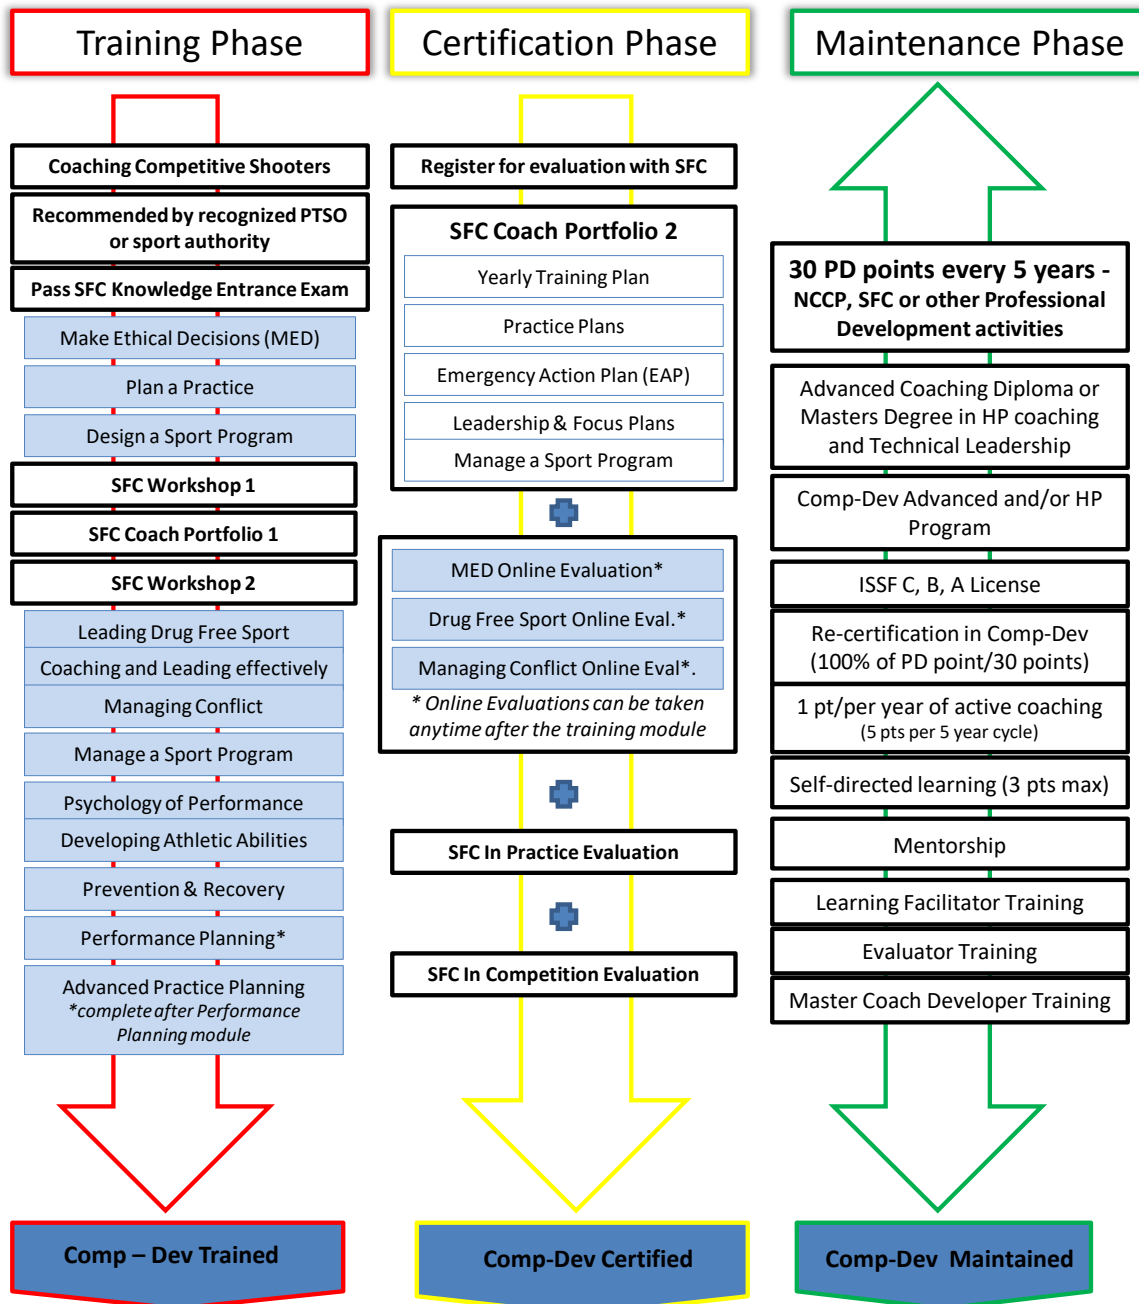 Training Phase
Coaching Competitive Shooters
Recommended by recognized PTSO
or sport authority
Pass SFC Knowledge Entrance Exam
Make Ethical Decisions (MED)
Plan a Practice
Design a Sport Program
SFC Workshop 1
SFC Coach Portfolio 1
SFC Workshop 2
Leading Drug Free Sport
Coaching and Leading effectively
Managing Conflict
Manage a Sport Program
Psychology of Performance
Developing Athletic Abilities
Prevention & Recovery
Performance Planning*
Advanced Practice Planning
*complete after Performance
Planning module
Comp – Dev Trained
Certification Phase
Register for evaluation with SFC
SFC Coach Portfolio 2
Yearly Training Plan
Practice Plans
Emergency Action Plan (EAP)
Leadership & Focus Plans
Manage a Sport Program
MED Online Evaluation*
Drug Free Sport Online Eval.*
Managing Conflict Online Eval*.
* Online Evaluations can be taken
anytime after the training module
SFC In Practice Evaluation
SFC In Competition Evaluation
Comp-Dev Certified
Maintenance Phase
30 PD points every 5 years -
NCCP, SFC or other Professional
Development activities
Advanced Coaching Diploma or
Masters Degree in HP coaching
and Technical Leadership
Comp-Dev Advanced and/or HP
Program
ISSF C, B, A License
Re-certification in Comp-Dev
(100% of PD point/30 points)
1 pt/per year of active coaching
(5 pts per 5 year cycle)
Self-directed learning (3 pts max)
Mentorship
Learning Facilitator Training
Evaluator Training
Master Coach Developer Training
Comp-Dev Maintained